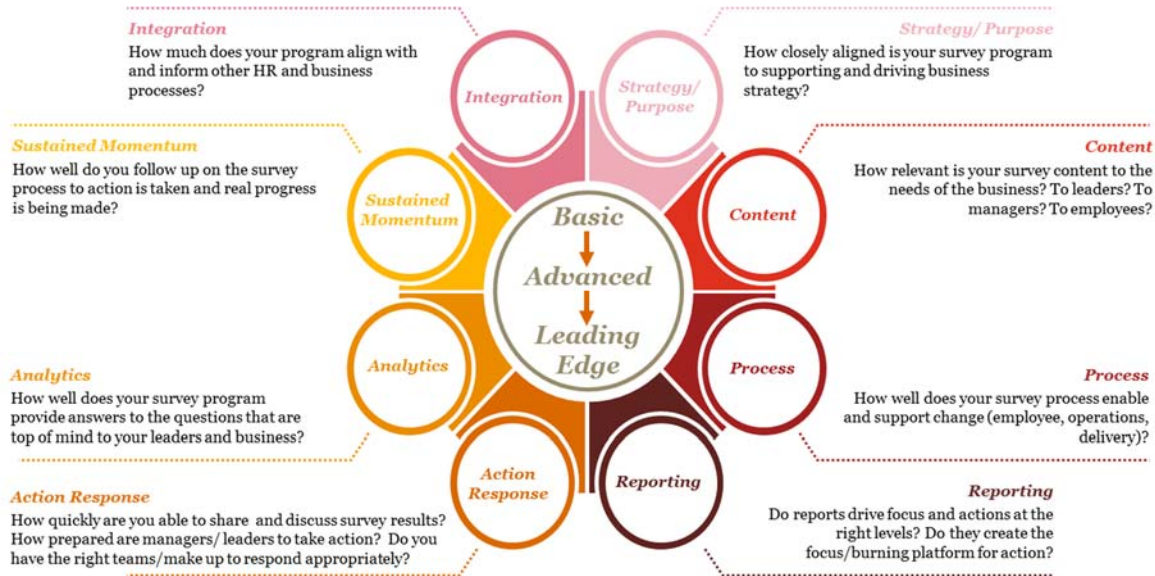 Integration
How much does your program align with
and inform other HR and business
processes?
Strategy/ Purpose
How closely aligned is your survey program
to supporting and driving business
strategy?
Sustained Momentum
How well do you follow up on the survey
process to action is taken and real progress
is being made?
Content
How relevant is your survey content to the
needs of the business? To leaders? To
managers? To employees?
Analytics
How well does your survey program
provide answers to the questions that are
top of mind to your leaders and business?
Process
How well does your survey process enable
and support change (employee, operations,
delivery)?
Action Response
How quickly are you able to share and discuss survey results?
How prepared are managers/ leaders to take action? Do you
have the right teams/make up to respond appropriately?
Reporting
Do reports drive focus and actions at the
right levels? Do they create the
focus/burning platform for action?
Integration
Strategy/
Purpose
Sustained
Momentum
Content
Analytics
Process
Action
Response
Reporting
Basic
Advanced
Leading
Edge